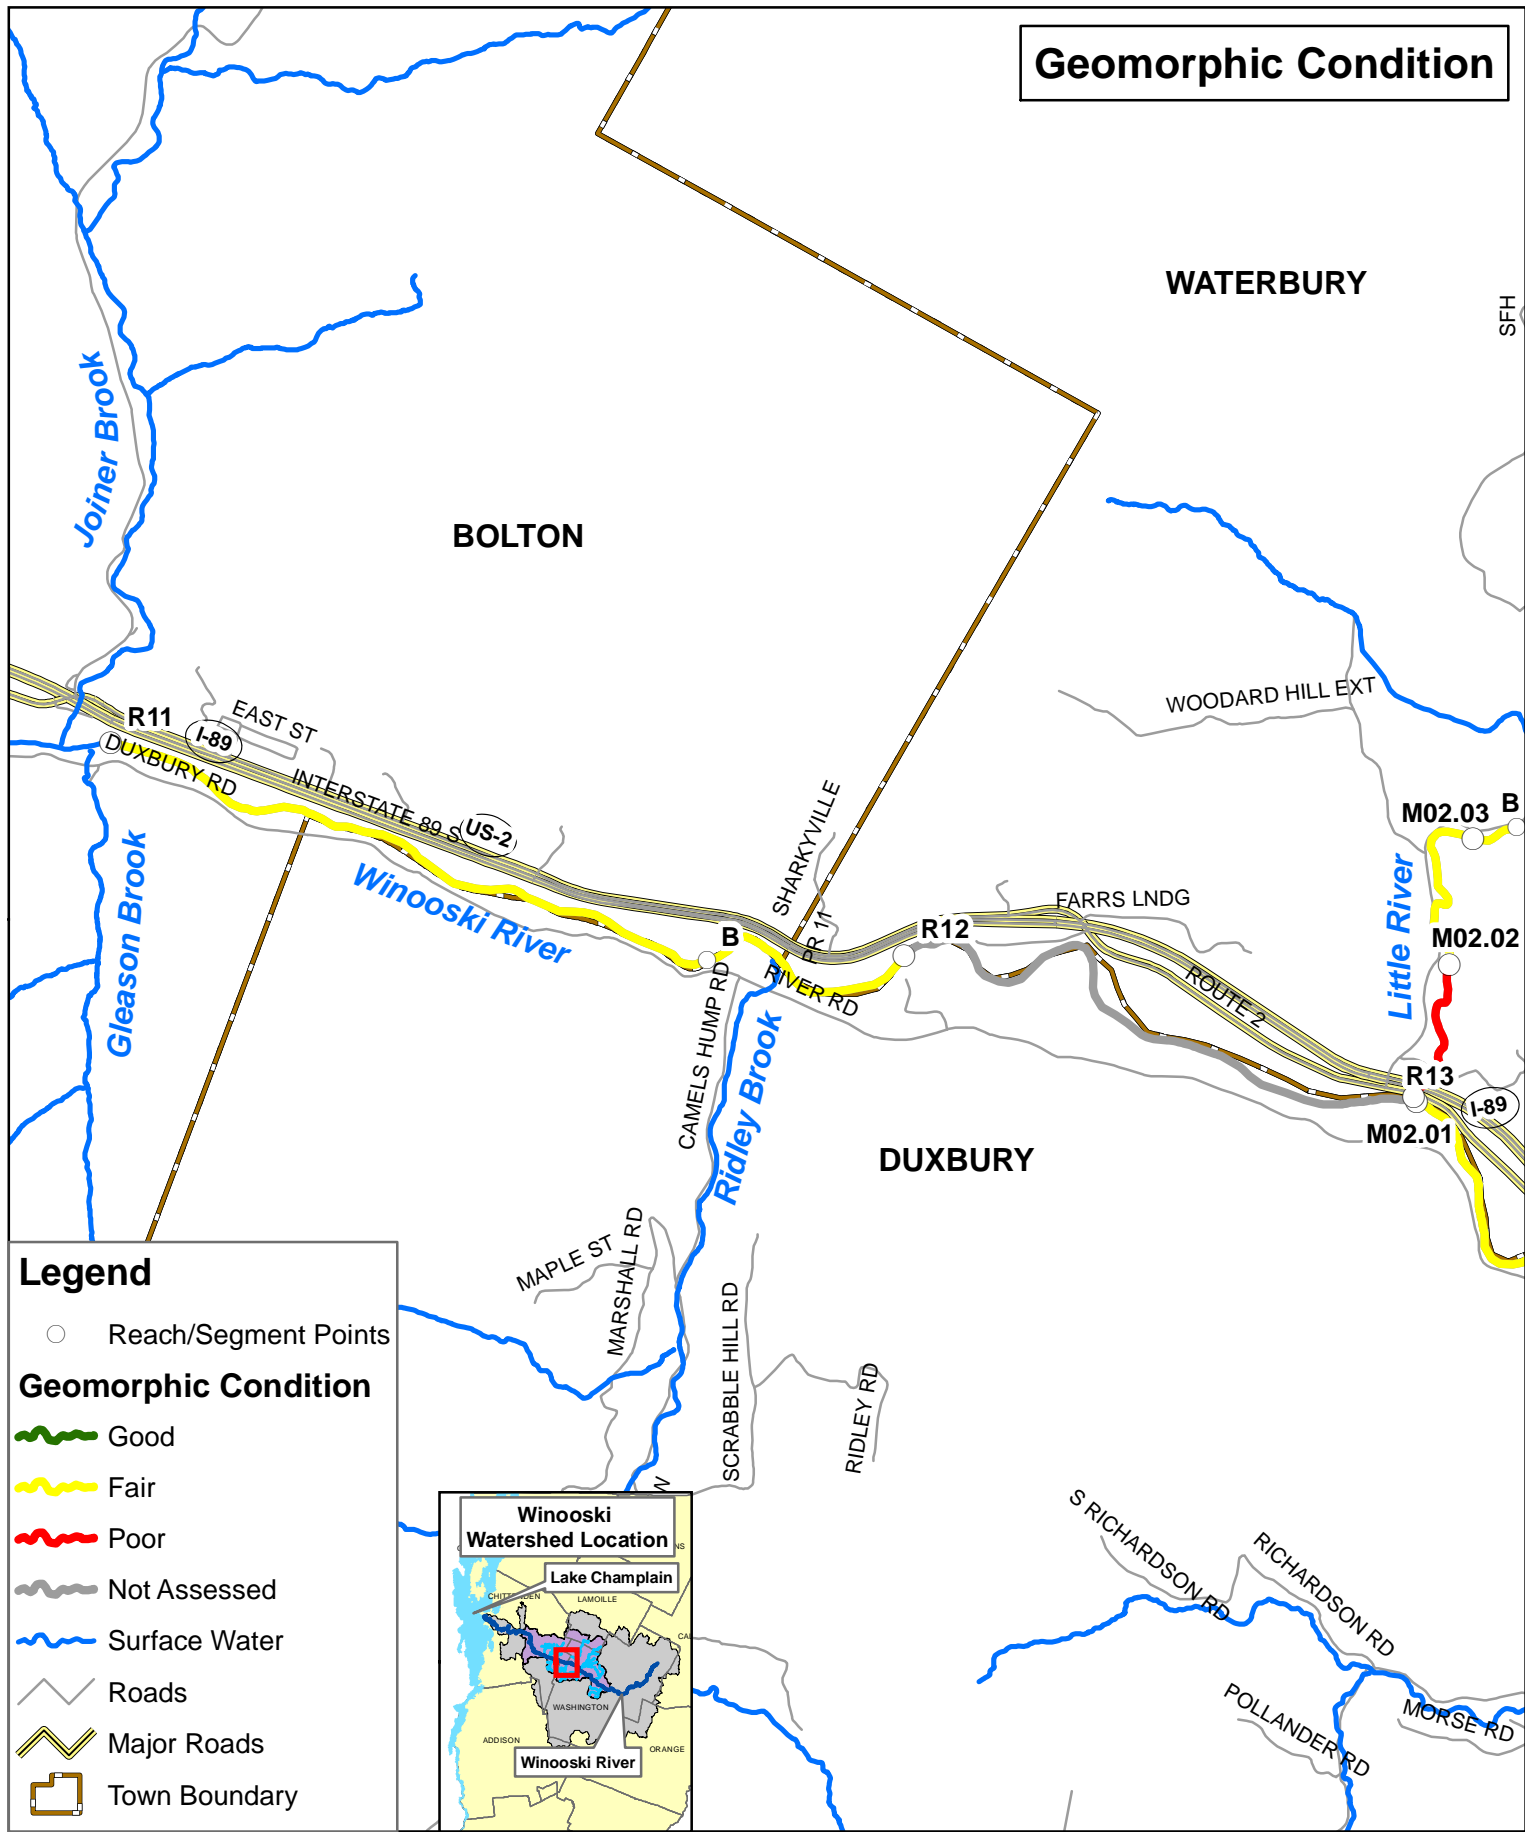 Geomorphic Condition
WATERBURY
SFH
Joiner Brook
BOLTON
WOODARD HILL EXT
R11
EAST ST
I-89
DUXBURY RD
INTERSTATE 89 S
US-2
SHARKYVILLE
M02.03
B
Gleason Brook
Winooski River
PR 11
FARRS LNDG
Little River
B
R12
M02.02
RIVER RD
ROUTE 2
CAMELS HUMP RD
Ridley Brook
R13
I-89
M02.01
DUXBURY
MAPLE ST
MARSHALL RD
SCRABBLE HILL RD
RIDLEY RD
W
S RICHARDSON RD
RICHARDSON RD
POLLANDER RD
MORSE RD
Legend
Reach/Segment Points
Geomorphic Condition
Good
Fair
Poor
Not Assessed
Surface Water
Roads
Major Roads
Town Boundary
Winooski
Watershed Location
NS
Lake Champlain
LAMOILLE
WASHINGTON
ADDISON
ORANGE
Winooski River